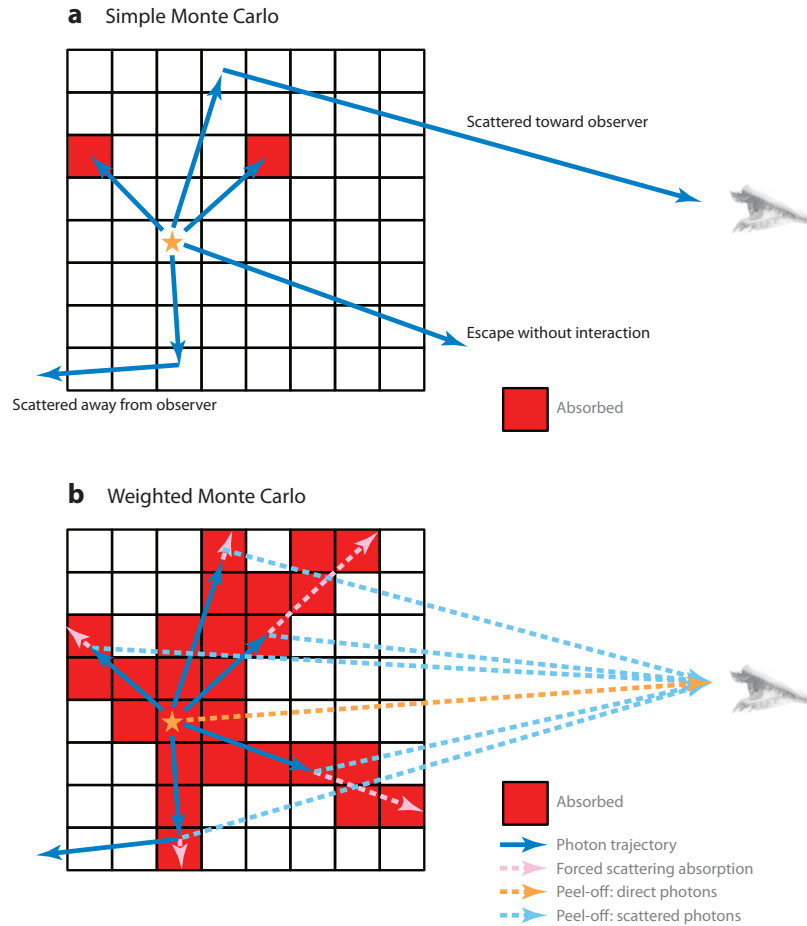 a Simple Monte Carlo
Scattered toward observer
Escape without interaction
Scattered away from observer
Absorbed
b Weighted Monte Carlo
Absorbed
Photon trajectory
Forced scattering absorption
Peel-off: direct photons
Peel-off: scattered photons